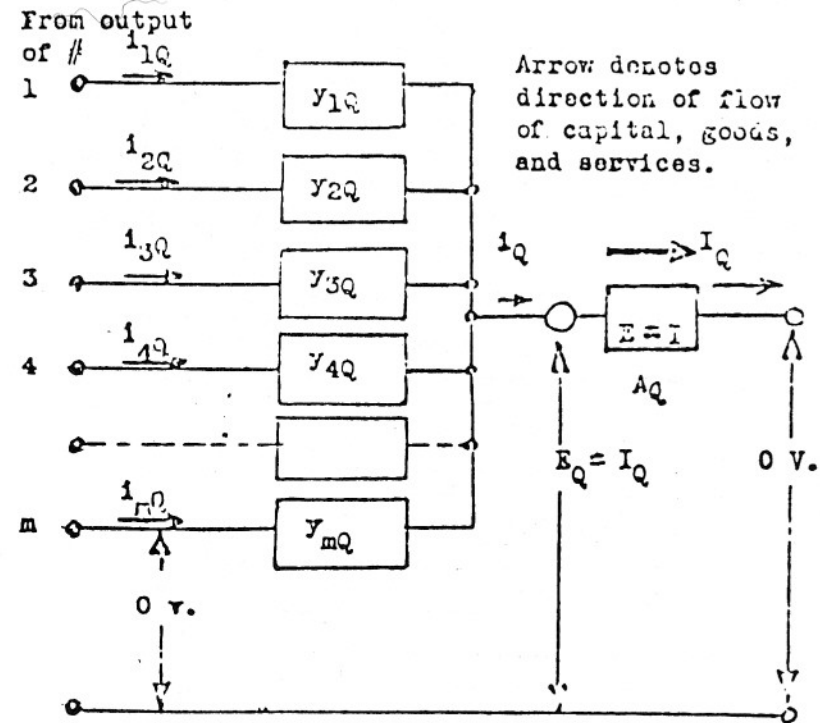 From output
of #
i1Q
1
y1Q
Arrow denotes
direction of flow
of capital, goods,
and services.
i2Q
2
y2Q
i3Q
3
y3Q
iQ
IQ
i4Q
4
y4Q
E = I
AQ
EQ = IQ
0 V.
imQ
m
ymQ
0 v.